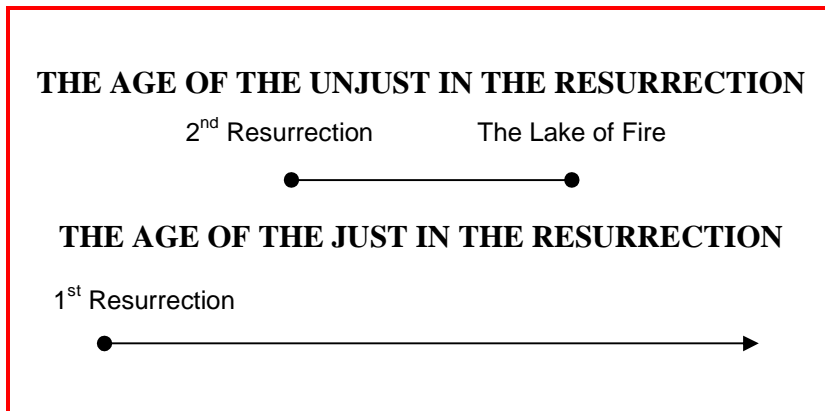 THE AGE OF THE UNJUST IN THE RESURRECTION
2nd Resurrection The Lake of Fire
THE AGE OF THE JUST IN THE RESURRECTION
1st Resurrection